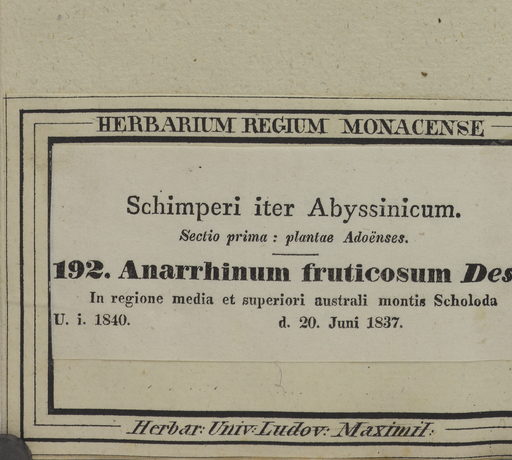 HERBARIUM REGIUM MONACENSE
Schimperi iter Abyssinicum.
Sectio prima: plantae Adoënses.
192. Anarrhinum fruticosum Des
In regione media et superiori australi montis Scholoda
U. i. 1840. d. 20. Juni 1837.
Herbar: Univ: Ludov: Maximil: